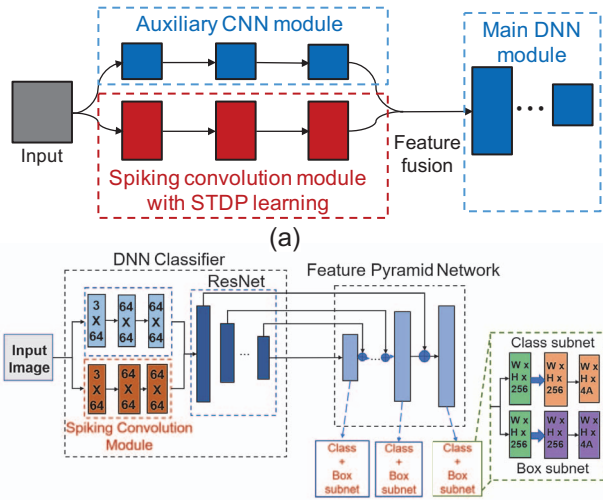 Auxiliary CNN module
Main DNN
module
Input
Feature
fusion
Spiking convolution module
with STDP learning
(a)
DNN Classifier
ResNet
Feature Pyramid Network
3
X
64
64
X
64
64
X
64
Input
Image
3
X
64
64
X
64
64
X
64
Spiking Convolution
Module
Class subnet
W x
H x
256
W x
H x
256
W x
H x
4A
W x
H x
256
W x
H x
256
W x
H x
4A
Box subnet
Class
+
Box
subnet
Class
+
Box
subnet
Class
+
Box
subnet